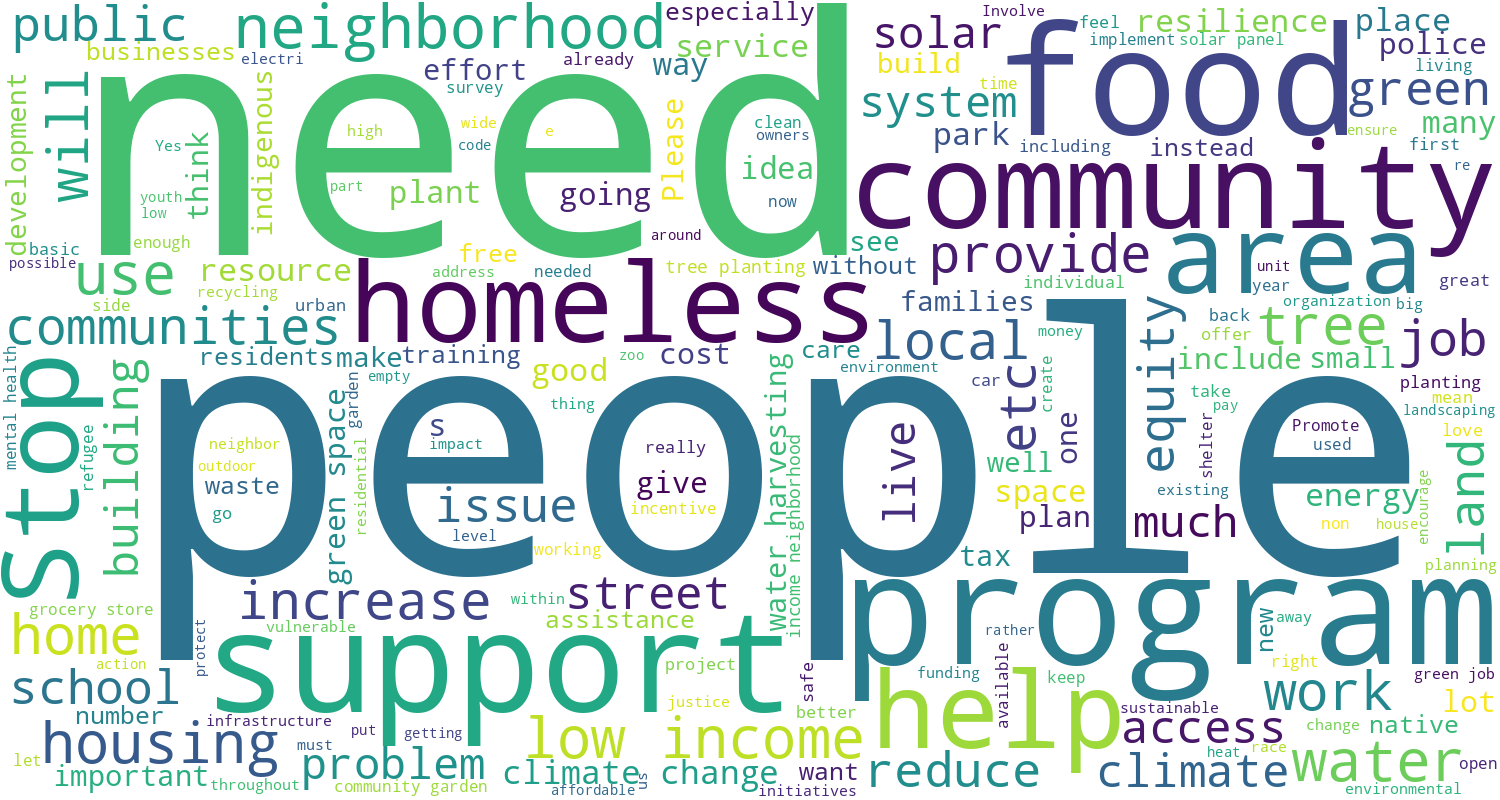 public
neighborhood
especially
Involve
feel
resilience
place
businesses
electri
effort
already
way
service
solar
implement
solar panel
police
survey
build
living
food
development
will
need
indigenous
think
Yes
high
wide
code
e
Please
clean
owners
idea
system
time
green
park
including
instead
ensure
many
first
re
part
plant
going
now
youth
low
enough
community
basic
possible
free
around
see
provide
area
use
resource
address
needed
tree planting
without
individual
unit
year
great
recycling
side
urban
homeless
families
organization
big
communities
local
money
back
offer
tree
job
mental health
residents
make
training
zoo
cost
care
environment
equity
include
small
stop
building
empty
good
car
create
take
pay
planting
mean
landscaping
refugee
green space
garden
thing
water harvesting
etc
one
love
people
neighbor
s
impact
really
live
well
shelter
Promote
used
outdoor
waste
residential
give
income neighborhood
space
existing
energy
encourage
land
go
issue
incentive
plan
much
non
house
level
working
tax
planning
grocery store
increase
within
street
program
home
vulnerable
assistance
support
rather
new
away
action
protect
project
safe
funding
available
keep
right
green job
school
justice
help
work
lot
number
infrastructure
put
getting
better
sustainable
access
change
native
housing
must
low income
heat
race
let
problem
us
want
reduce
climate
water
open
important
throughout
community garden
climate change
affordable
initiatives
environmental